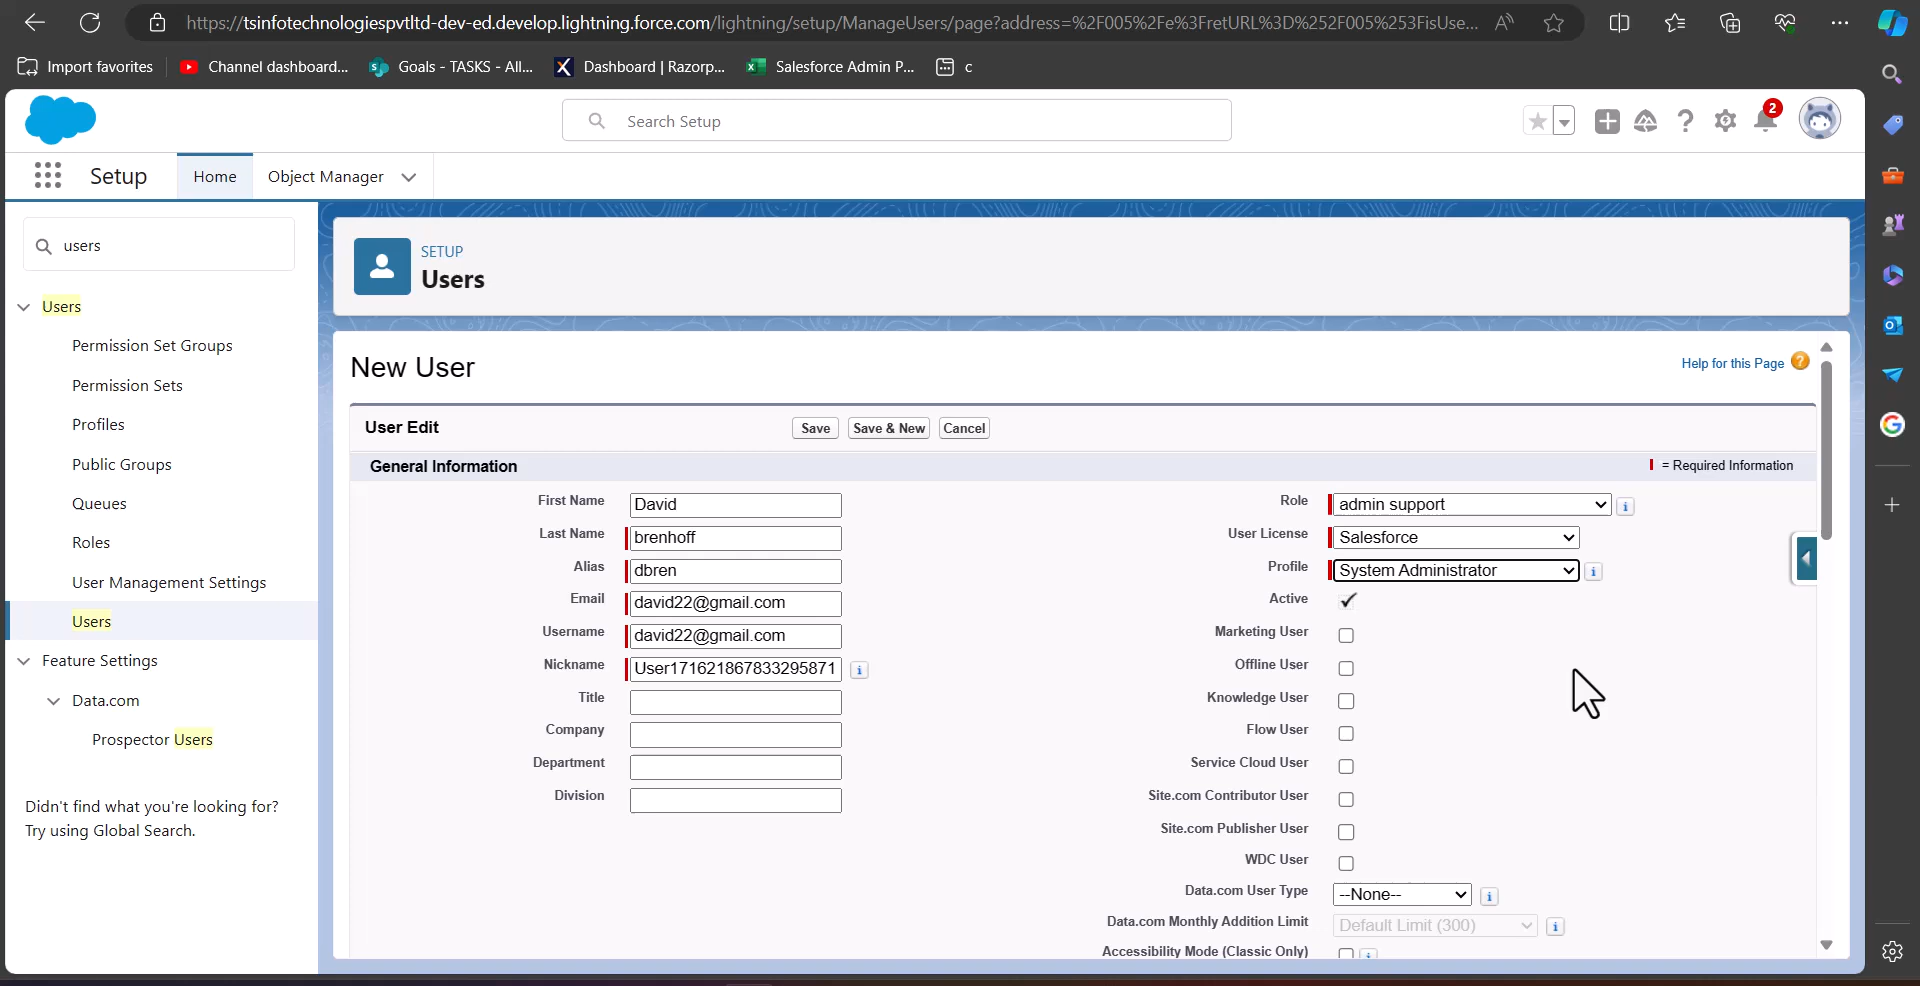 https://tsinfotechnologiespvtltd-dev-ed.develop.lightning.force.com/lightning/setup/ManageUsers/page?address=%2F005%2Fe%3FretURL%3D%252F005%253FisUse...
Import favorites
Channel dashboard...
Goals - TASKS - All...
Dashboard | Razorp...
Salesforce Admin P...
c
Search Setup
2
Setup
Home
Object Manager
users
SETUP
Users
Users
Permission Set Groups
Permission Sets
Profiles
Public Groups
Queues
Roles
User Management Settings
Users
Feature Settings
Data.com
Prospector Users
Didn't find what you're looking for?
Try using Global Search.
New User
Help for this Page ?
User Edit
Save
Save & New
Cancel
General Information
= Required Information
First Name David
Last Name brenhoff
Alias dbren
Email david22@gmail.com
Username david22@gmail.com
Nickname User171621867833295871 i
Title
Company
Department
Division
Role admin support i
User License Salesforce
Profile System Administrator i
Active
Marketing User
Offline User
Knowledge User
Flow User
Service Cloud User
Site.com Contributor User
Site.com Publisher User
WDC User
Data.com User Type --None-- i
Data.com Monthly Addition Limit Default Limit (300) i
Accessibility Mode (Classic Only) i